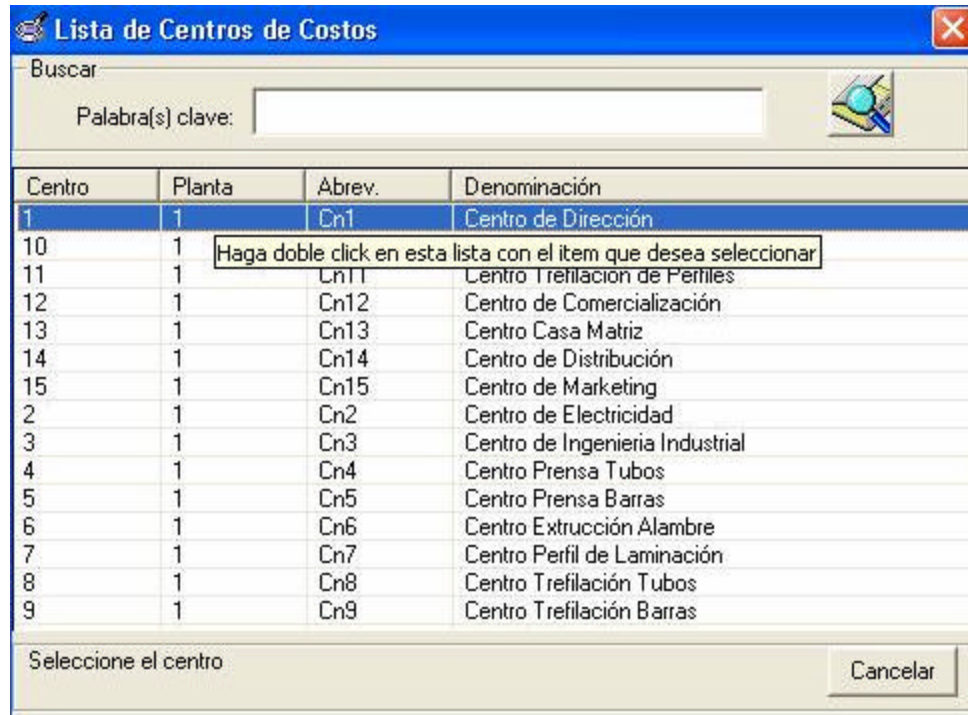 Lista de Centros de Costos
Buscar
Palabra(s) clave:
Centro Planta Abrev. Denominación
1 1 Cn1 Centro de Dirección
10 1
Haga doble click en esta lista con el item que desea seleccionar
11 1 Cn11 Centro Trefilación de Perfiles
12 1 Cn12 Centro de Comercialización
13 1 Cn13 Centro Casa Matriz
14 1 Cn14 Centro de Distribución
15 1 Cn15 Centro de Marketing
2 1 Cn2 Centro de Electricidad
3 1 Cn3 Centro de Ingenieria Industrial
4 1 Cn4 Centro Prensa Tubos
5 1 Cn5 Centro Prensa Barras
6 1 Cn6 Centro Extrucción Alambre
7 1 Cn7 Centro Perfil de Laminación
8 1 Cn8 Centro Trefilación Tubos
9 1 Cn9 Centro Trefilación Barras
Seleccione el centro
Cancelar